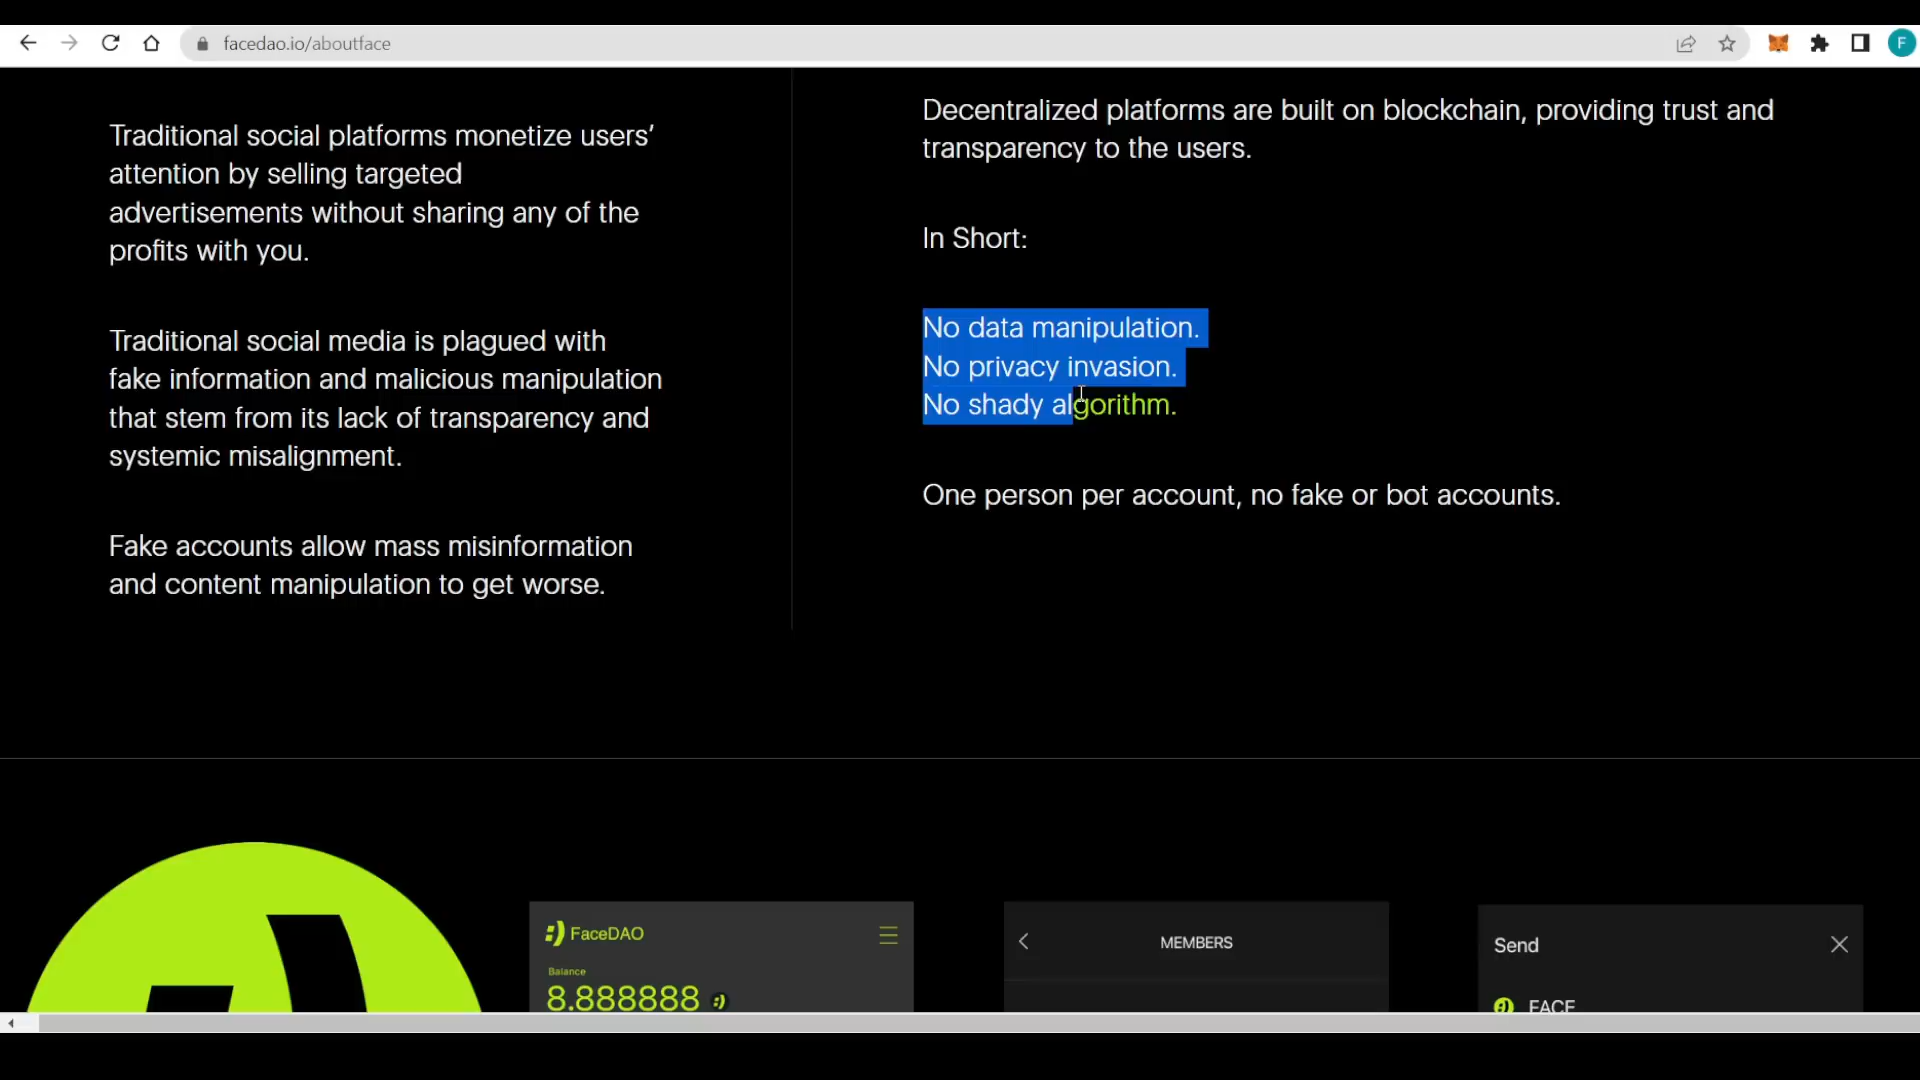 facedao.io/aboutface
F
Traditional social platforms monetize users’
attention by selling targeted
advertisements without sharing any of the
profits with you.
Traditional social media is plagued with
fake information and malicious manipulation
that stem from its lack of transparency and
systemic misalignment.
Fake accounts allow mass misinformation
and content manipulation to get worse.
Decentralized platforms are built on blockchain, providing trust and
transparency to the users.
In Short:
No data manipulation.
No privacy invasion.
No shady algorithm.
One person per account, no fake or bot accounts.
FaceDAO
Balance
8.888888
MEMBERS
Send
FACE